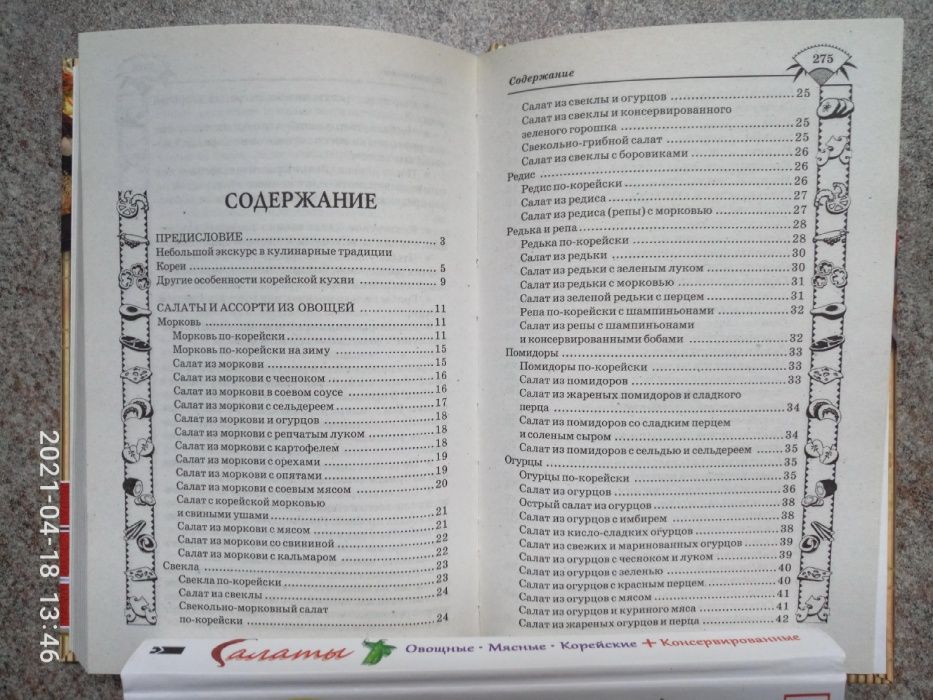 СОДЕРЖАНИЕ
ПРЕДИСЛОВИЕ 3
Небольшой экскурс в кулинарные традиции
Кореи 5
Другие особенности корейской кухни 9
САЛАТЫ И АССОРТИ ИЗ ОВОЩЕЙ 11
Морковь 11
Морковь по-корейски 11
Морковь по-корейски на зиму 15
Салат из моркови 15
Салат из моркови с чесноком 16
Салат из моркови в соевом соусе 16
Салат из моркови с сельдереем 17
Салат из моркови и огурцов 18
Салат из моркови с репчатым луком 18
Салат из моркови с картофелем 18
Салат из моркови с орехами 19
Салат из моркови с опятами 19
Салат из моркови с соевым мясом 20
Салат с корейской морковью
и свиными ушами 21
Салат из моркови с мясом 21
Салат из моркови со свининой 22
Салат из моркови с кальмаром 22
Свекла 23
Свекла по-корейски 23
Салат из свеклы 24
Свекольно-морковный салат
по-корейски 24
Содержание 275
Салат из свеклы и огурцов 25
Салат из свеклы и консервированного
зеленого горошка 25
Свекольно-грибной салат 25
Салат из свеклы с боровиками 26
Редис 26
Редис по-корейски 26
Салат из редиса 27
Салат из редиса (репы) с морковью 27
Редька и репа 28
Редька по-корейски 28
Салат из редьки 30
Салат из редьки с зеленым луком 30
Салат из редьки с морковью 31
Салат из зеленой редьки с перцем 31
Репа по-корейски с шампиньонами 32
Салат из репы с шампиньонами
и консервированными бобами 32
Помидоры 33
Помидоры по-корейски 33
Салат из помидоров 33
Салат из жареных помидоров и сладкого
перца 34
Салат из помидоров со сладким перцем
и соленым сыром 34
Салат из помидоров с сельдью и сельдереем 35
Огурцы 35
Огурцы по-корейски 35
Салат из огурцов 36
Острый салат из огурцов 38
Салат из огурцов с имбирем 38
Салат из кисло-сладких огурцов 38
Салат из свежих и маринованных огурцов 39
Салат из огурцов с чесноком и луком 39
Салат из огурцов с зеленью 40
Салат из огурцов с красным перцем 40
Салат из огурцов с мясом 41
Салат из огурцов и куриного мяса 41
Салат из жареных огурцов и перца 42
Салаты Овощные · Мясные · Корейские + Консервированные
2021-04-18 13:46